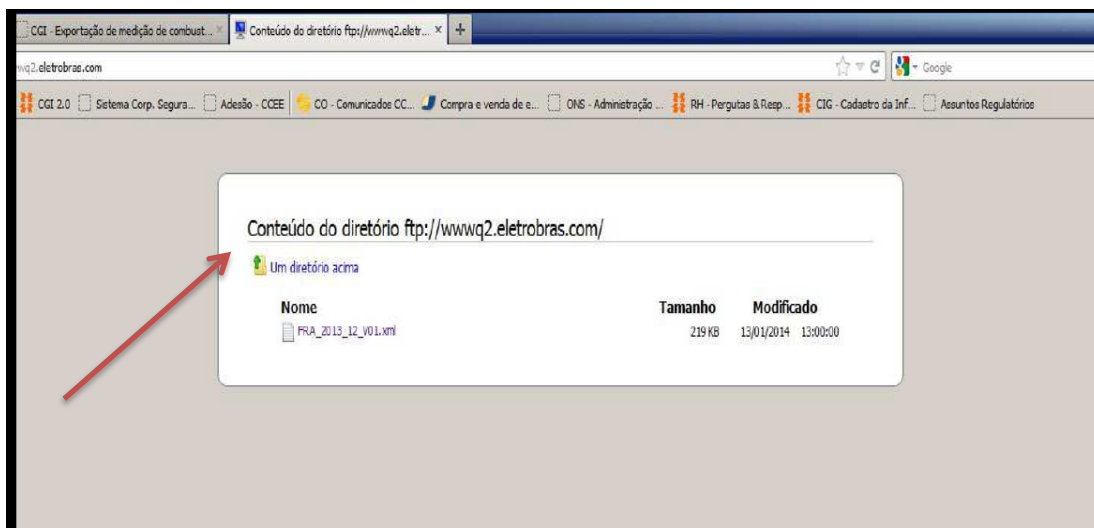 CGI - Exportação de medição de combust...
Conteúdo do diretório ftp://wwwq2.eletr...
wq2.eletrobras.com
Google
CGI 2.0
Sistema Corp. Segura...
Adesão - CCEE
CO - Comunicados CC...
Compra e venda de e...
ONS - Administração ...
RH - Pergutas & Resp...
CIG - Cadastro da Inf...
Assuntos Regulatórios
Conteúdo do diretório ftp://wwwq2.eletrobras.com/
Um diretório acima
Nome Tamanho Modificado
FRA_2013_12_V01.xml 219 KB 13/01/2014 13:00:00